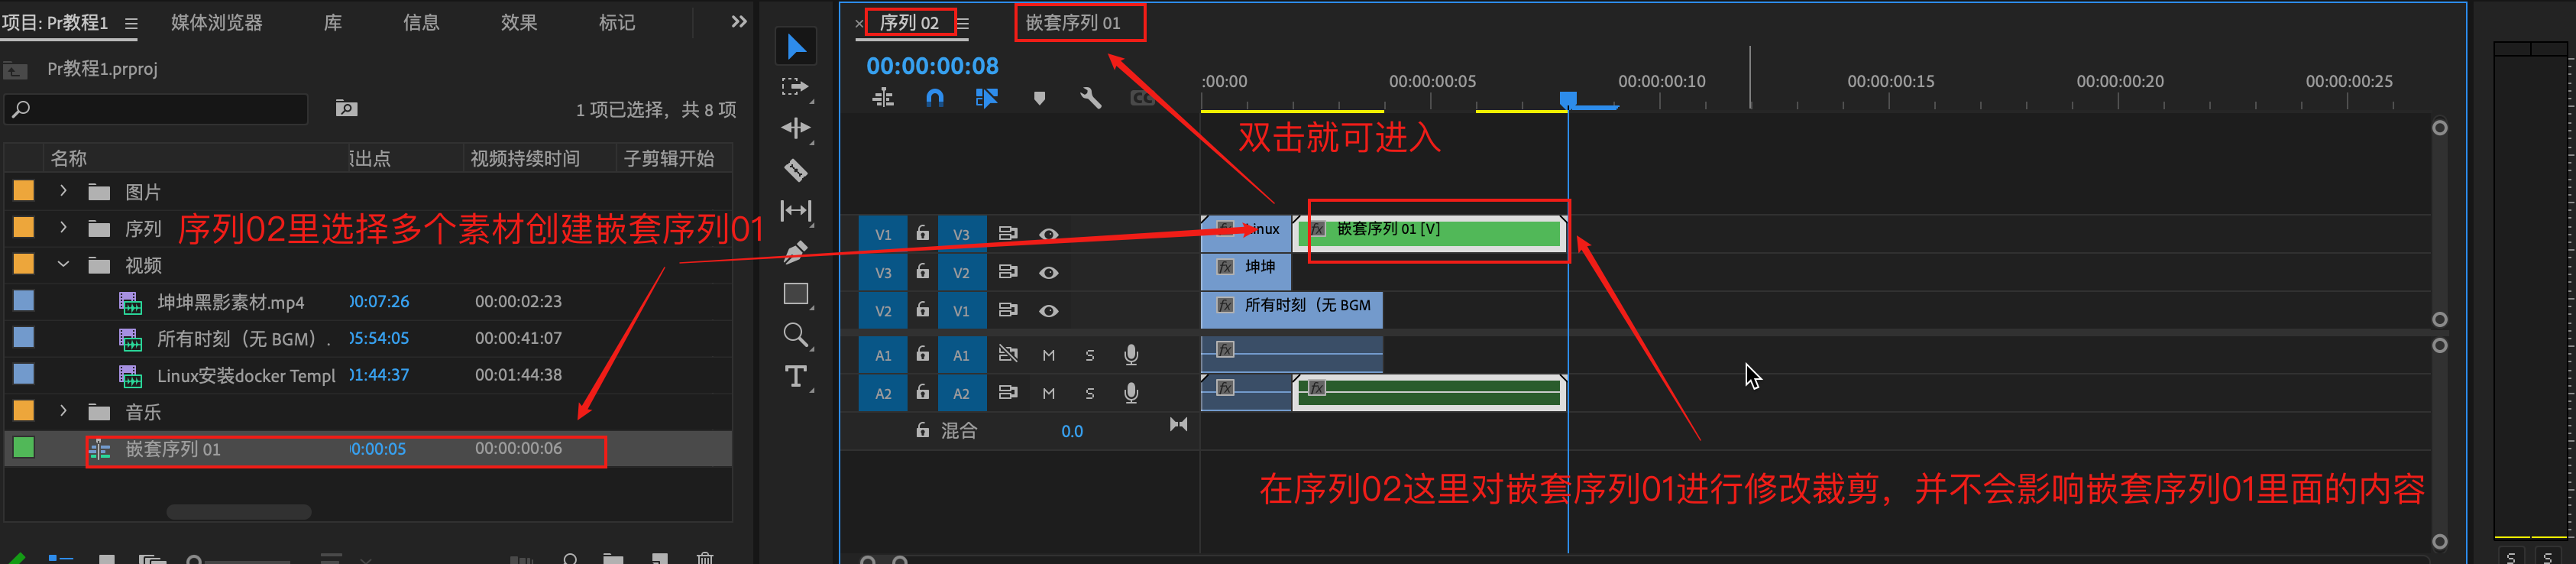 项目: Pr教程1
媒体浏览器
库
信息
效果
标记
Pr教程1.prproj
1 项已选择，共 8 项
名称
出点
视频持续时间
子剪辑开始
图片
序列
视频
坤坤黑影素材.mp4
00:07:26
00:00:02:23
所有时刻（无 BGM）.
05:54:05
00:00:41:07
Linux安装docker Templ
01:44:37
00:01:44:38
音乐
嵌套序列 01
00:00:05
00:00:00:06
序列02里选择多个素材创建嵌套序列01
× 序列 02
嵌套序列 01
00:00:00:08
:00:00
00:00:00:05
00:00:00:10
00:00:00:15
00:00:00:20
00:00:00:25
双击就可进入
V1
V3
fx
嵌套序列 01 [V]
V3
V2
fx 坤坤
V2
V1
fx 所有时刻（无 BGM
A1
A1
M
S
fx
A2
A2
M
S
fx
fx
混合
0.0
在序列02这里对嵌套序列01进行修改裁剪，并不会影响嵌套序列01里面的内容
S
S